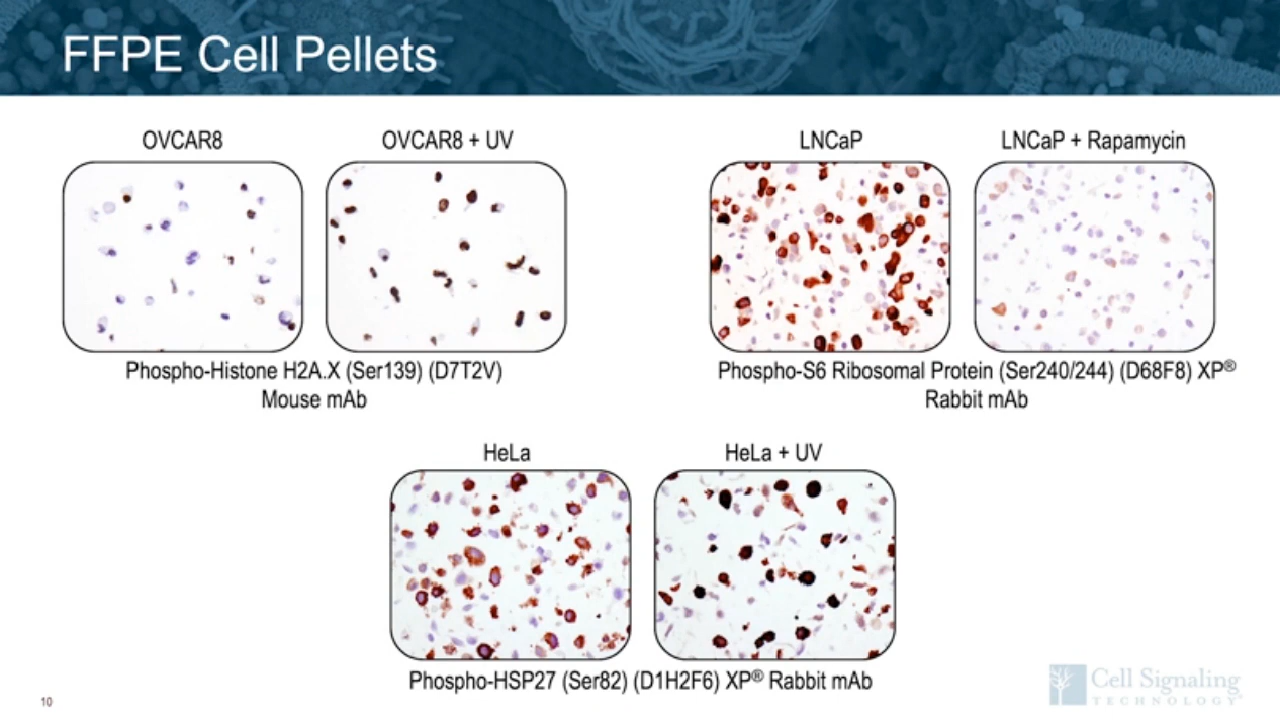 FFPE Cell Pellets
OVCAR8
OVCAR8 + UV
LNCaP
LNCaP + Rapamycin
Phospho-Histone H2A.X (Ser139) (D7T2V)
Mouse mAb
Phospho-S6 Ribosomal Protein (Ser240/244) (D68F8) XP®
Rabbit mAb
HeLa
HeLa + UV
Phospho-HSP27 (Ser82) (D1H2F6) XP® Rabbit mAb
10
Cell Signaling
TECHNOLOGY®